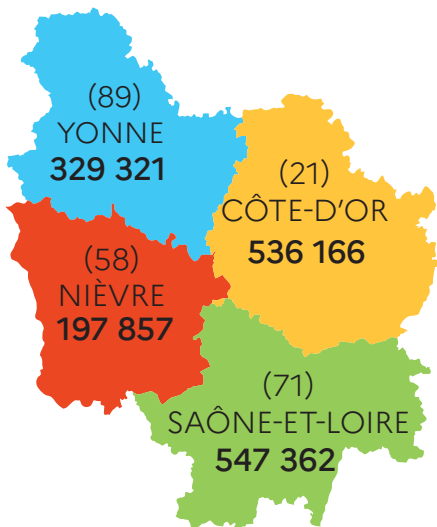 (89)
YONNE
329 321
(21)
CÔTE-D'OR
536 166
(58)
NIÈVRE
197 857
(71)
SAÔNE-ET-LOIRE
547 362